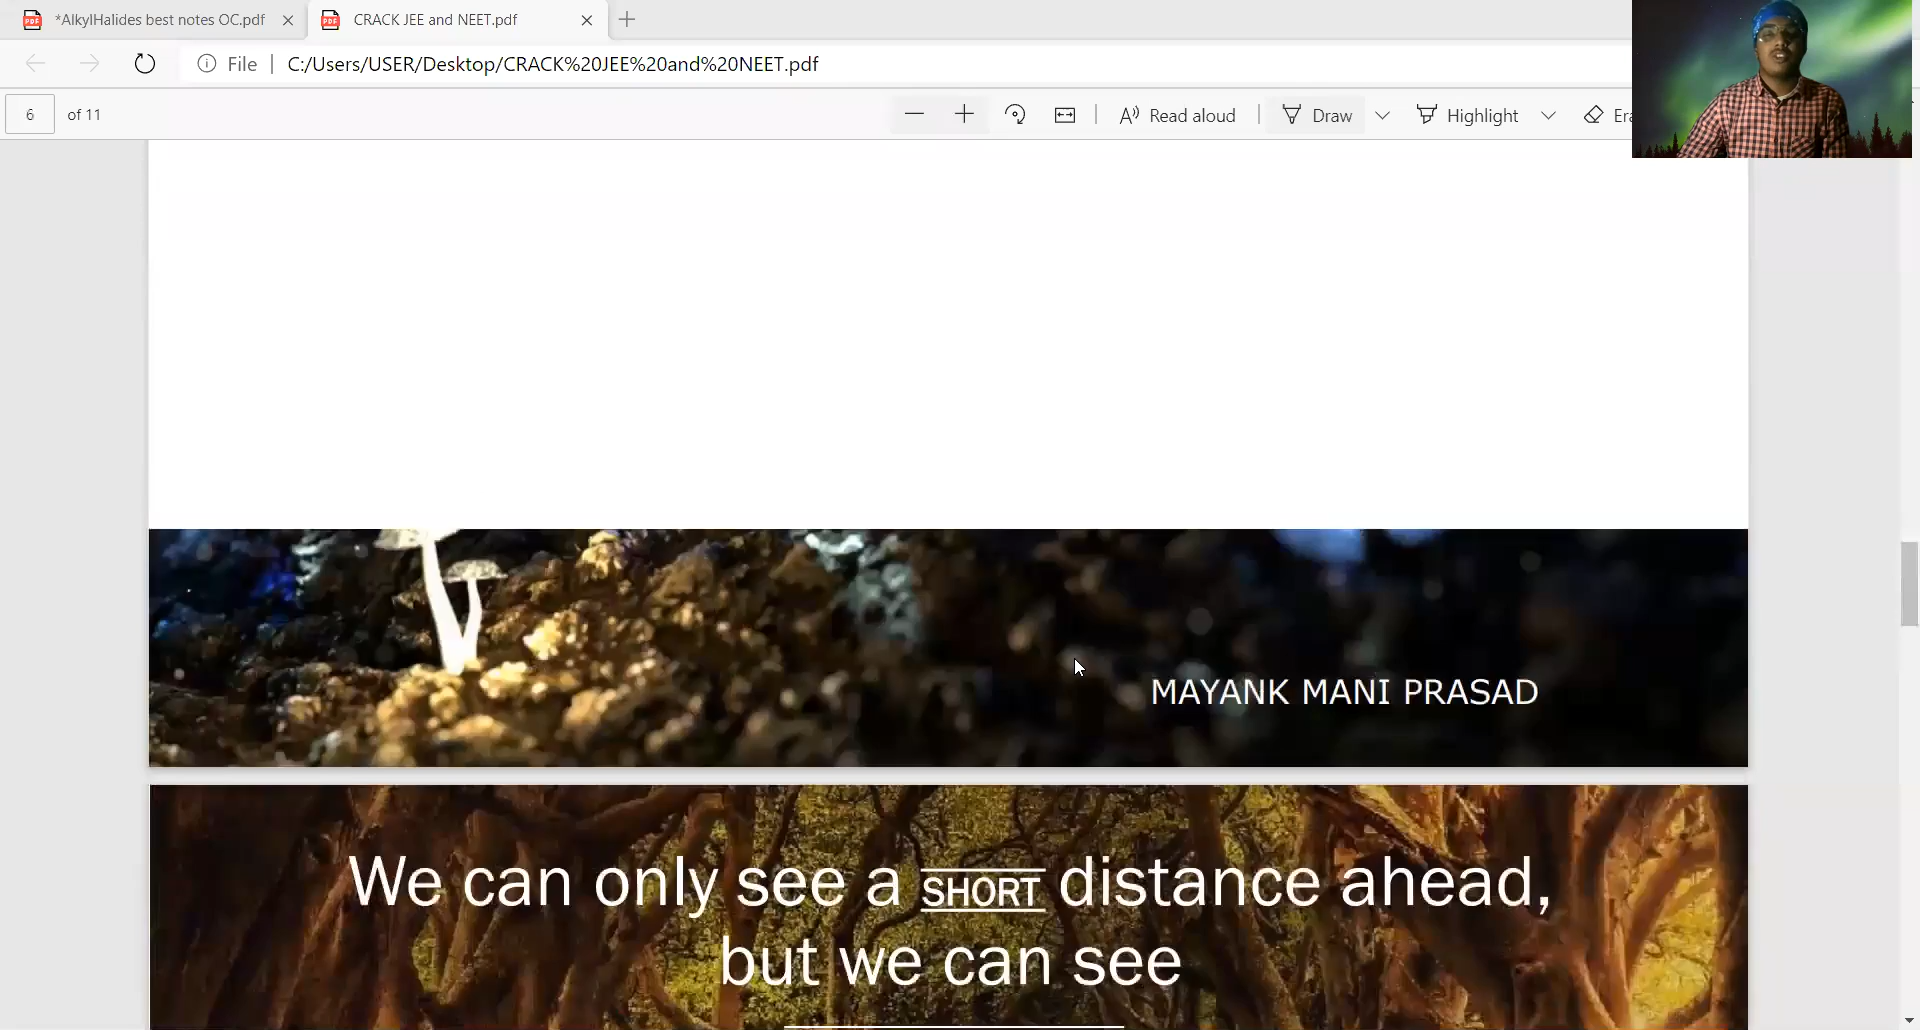 *AlkylHalides best notes OC.pdf
CRACK JEE and NEET.pdf
File
C:/Users/USER/Desktop/CRACK%20JEE%20and%20NEET.pdf
6 of 11
Read aloud
Draw
Highlight
MAYANK MANI PRASAD
We can only see a SHORT distance ahead,
but we can see